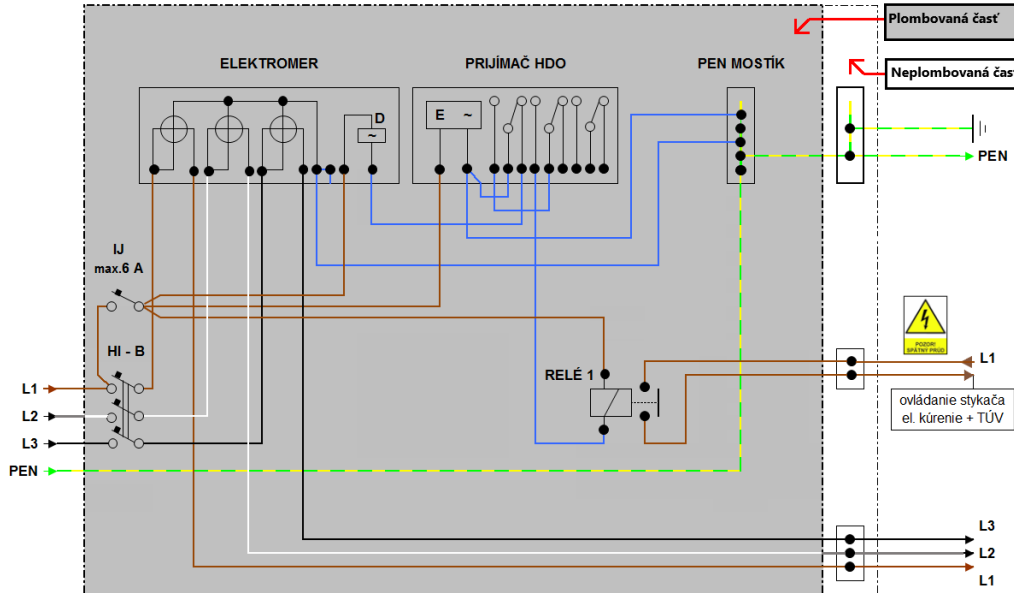 Plombovaná časť
Neplombovaná časť
ELEKTROMER
PRIJÍMAČ HDO
PEN MOSTÍK
D
~
E ~
PEN
IJ
max.6 A
HI - B
L1
L2
L3
PEN
RELÉ 1
POZOR!
SPÄTNÝ PRÚD
L1
ovládanie stykača
el. kúrenie + TÚV
L3
L2
L1